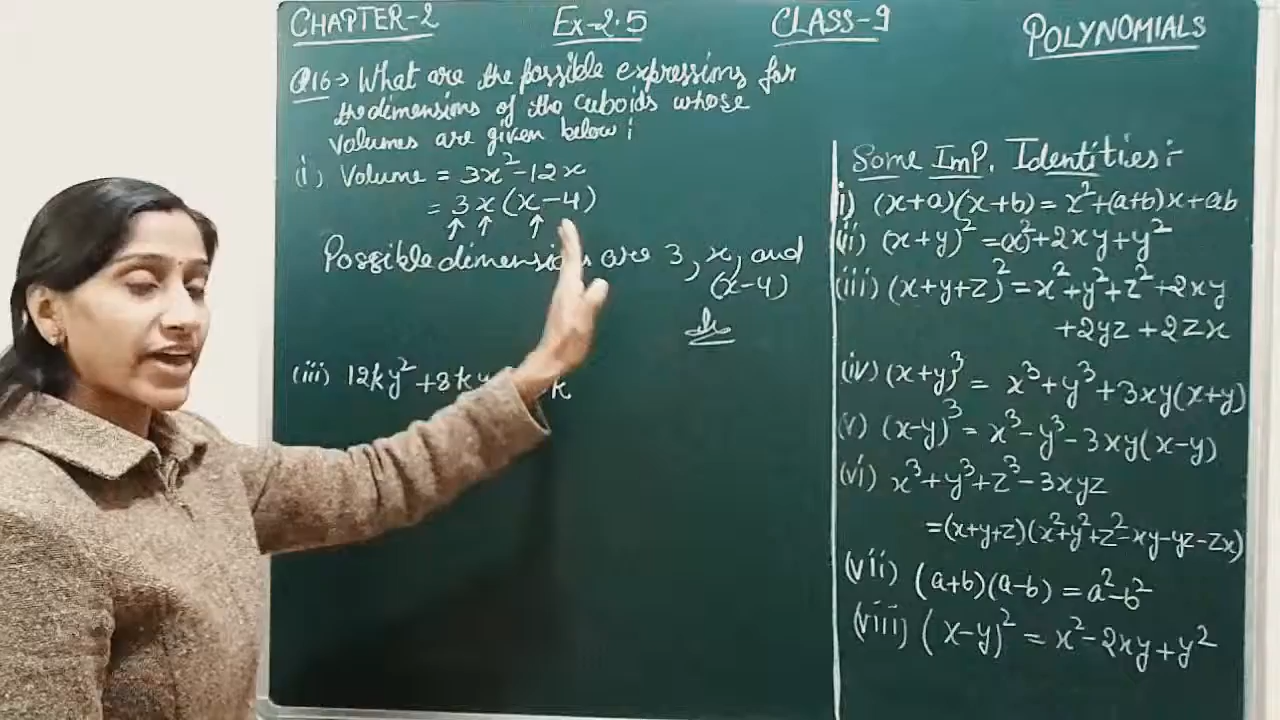 CHAPTER-2 Ex-2.5 CLASS-9 POLYNOMIALS
Q16→ What are the possible expressions for
the dimensions of the cuboids whose
volumes are given below:
(i) Volume = 3x²-12x
= 3x(x-4)
↑ ↑ ↑
Possible dimensions are 3, x, and
(x-4)
(iii) 12ky²+8ky k
Some Imp. Identities:-
i) (x+a)(x+b)=x²+(a+b)x+ab
(ii) (x+y)²=(x)²+2xy+y²
(iii) (x+y+z)²=x²+y²+z²+2xy
+2yz+2zx
(iv) (x+y)³= x³+y³+3xy(x+y)
(v) (x-y)³=x³-y³-3xy(x-y)
(vi) x³+y³+z³-3xyz
=(x+y+z)(x²+y²+z²-xy-yz-zx)
(vii) (a+b)(a-b)=a²-b²
(viii) (x-y)²=x²-2xy+y²